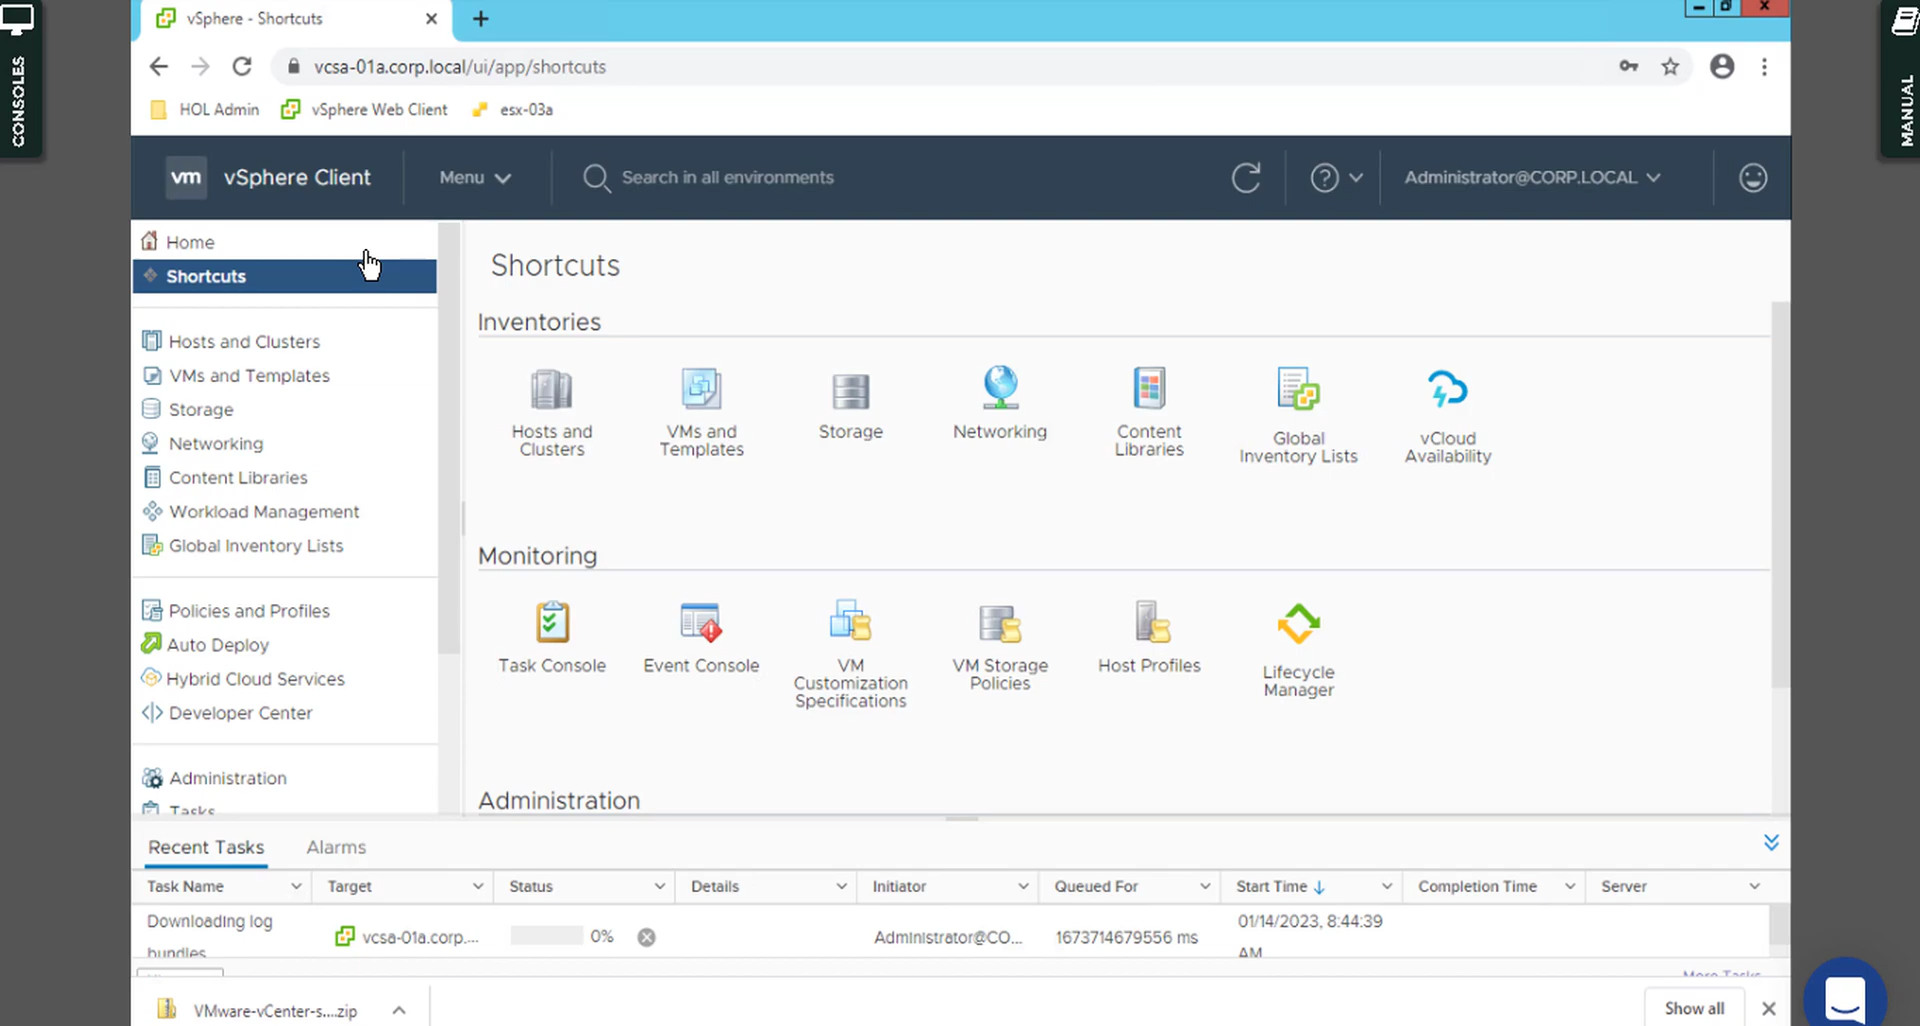 CONSOLES
MANUAL
vSphere - Shortcuts
vcsa-01a.corp.local/ui/app/shortcuts
HOL Admin vSphere Web Client esx-03a
vm vSphere Client Menu Search in all environments Administrator@CORP.LOCAL
Home
Shortcuts
Hosts and Clusters
VMs and Templates
Storage
Networking
Content Libraries
Workload Management
Global Inventory Lists
Policies and Profiles
Auto Deploy
Hybrid Cloud Services
Developer Center
Administration
Tasks
Shortcuts
Inventories
Hosts and
Clusters
VMs and
Templates
Storage
Networking
Content
Libraries
Global
Inventory Lists
vCloud
Availability
Monitoring
Task Console
Event Console
VM
Customization
Specifications
VM Storage
Policies
Host Profiles
Lifecycle
Manager
Administration
Recent Tasks Alarms
Task Name Target Status Details Initiator Queued For Start Time Completion Time Server
Downloading log
bundles
vcsa-01a.corp.... 0% Administrator@CO... 1673714679556 ms
01/14/2023, 8:44:39
AM
More Tasks
VMware-vCenter-s....zip Show all